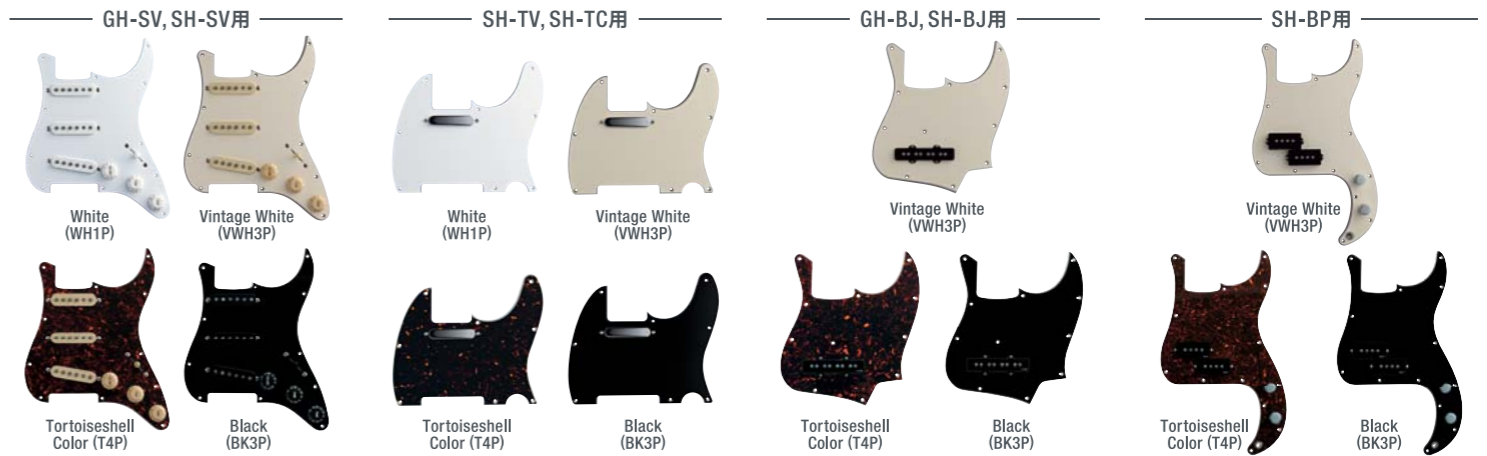 GH-SV, SH-SV用
White
(WH1P)
Vintage White
(VWH3P)
Tortoiseshell
Color (T4P)
Black
(BK3P)
SH-TV, SH-TC用
White
(WH1P)
Vintage White
(VWH3P)
Tortoiseshell
Color (T4P)
Black
(BK3P)
GH-BJ, SH-BJ用
Vintage White
(VWH3P)
Tortoiseshell
Color (T4P)
Black
(BK3P)
SH-BP用
Vintage White
(VWH3P)
Tortoiseshell
Color (T4P)
Black
(BK3P)